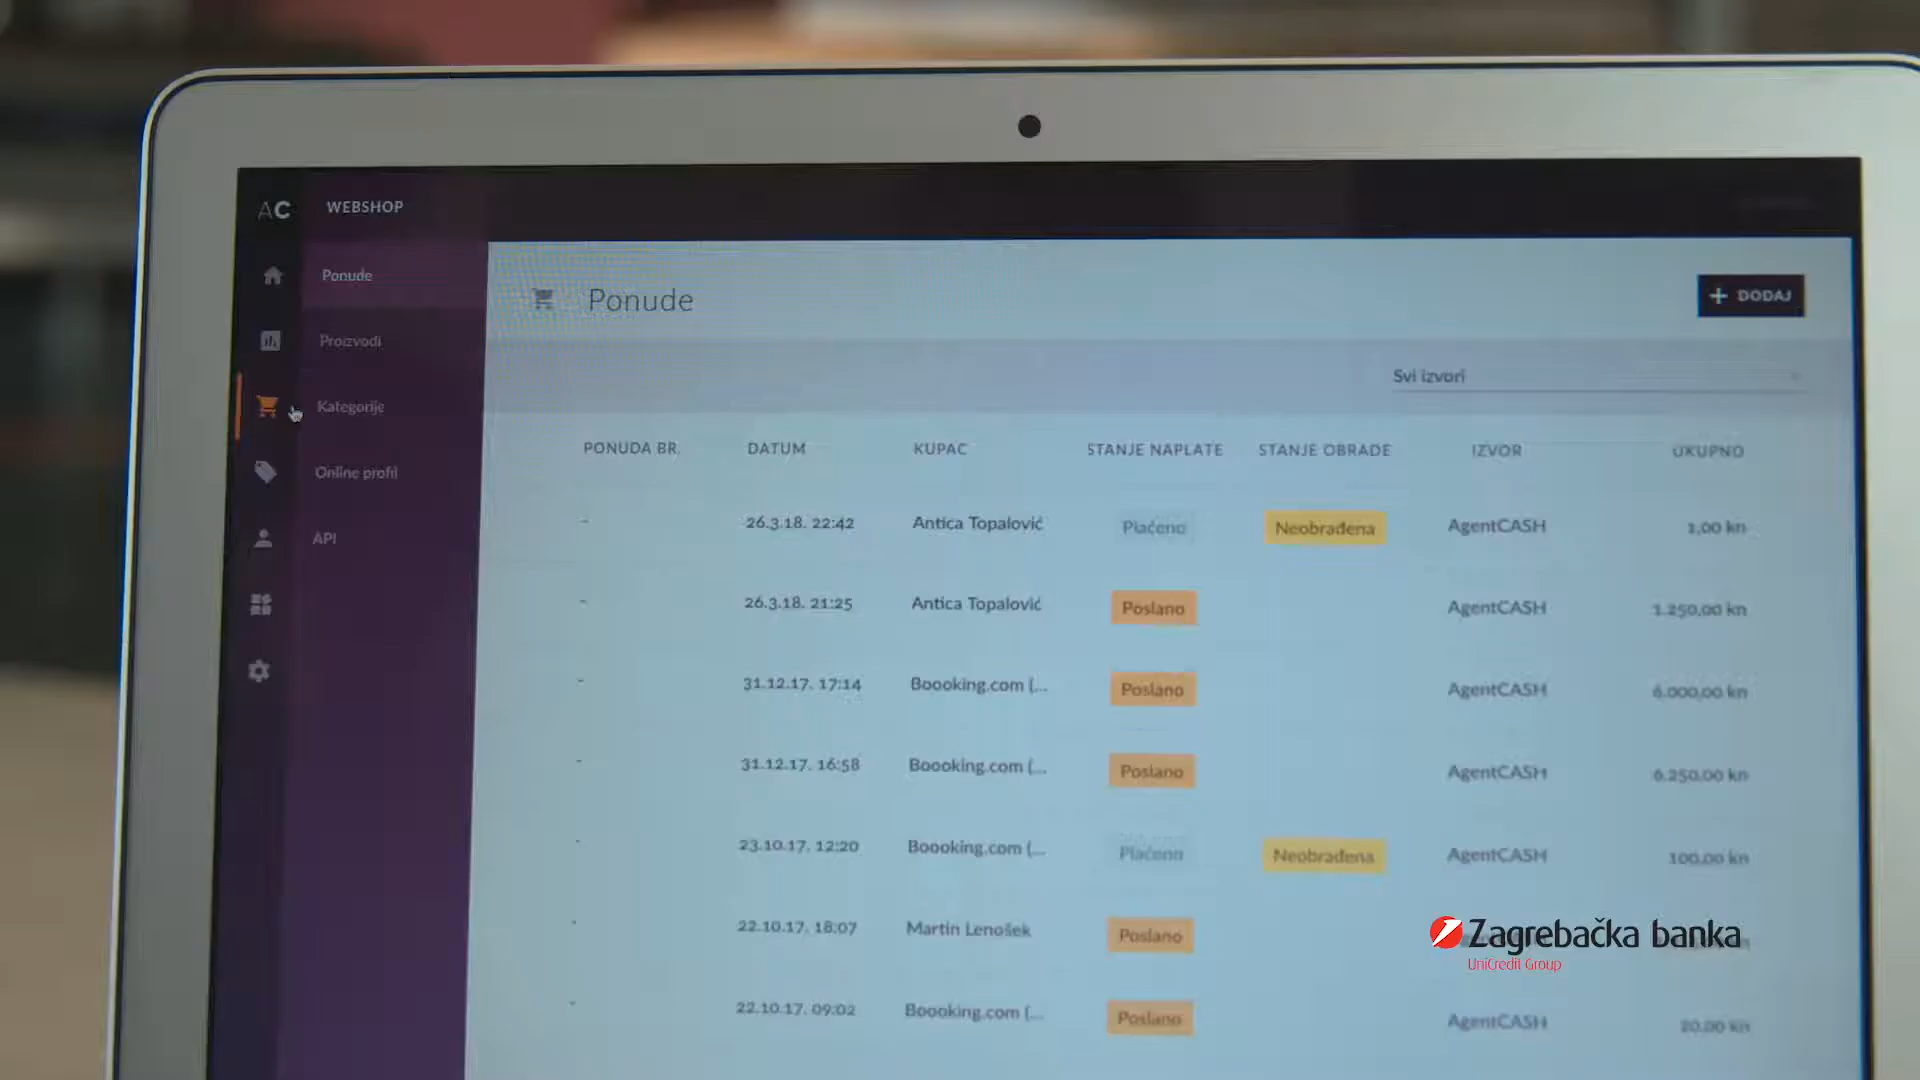 AC WEBSHOP
Ponude
Proizvodi
Kategorije
Online profil
API
Ponude
+ DODAJ
Svi izvori
PONUDA BR. DATUM KUPAC STANJE NAPLATE STANJE OBRADE IZVOR UKUPNO
- 26.3.18. 22:42 Antica Topalović Plaćeno Neobrađena AgentCASH 1,00 kn
- 26.3.18. 21:25 Antica Topalović Poslano AgentCASH 1.250,00 kn
- 31.12.17. 17:14 Boooking.com (... Poslano AgentCASH 6.000,00 kn
- 31.12.17. 16:58 Boooking.com (... Poslano AgentCASH 6.250,00 kn
- 23.10.17. 12:20 Boooking.com (... Plaćeno Neobrađena AgentCASH 100,00 kn
- 22.10.17. 18:07 Martin Lenošek Poslano
- 22.10.17. 09:02 Boooking.com (... Poslano AgentCASH 20,00 kn
Zagrebačka banka
UniCredit Group